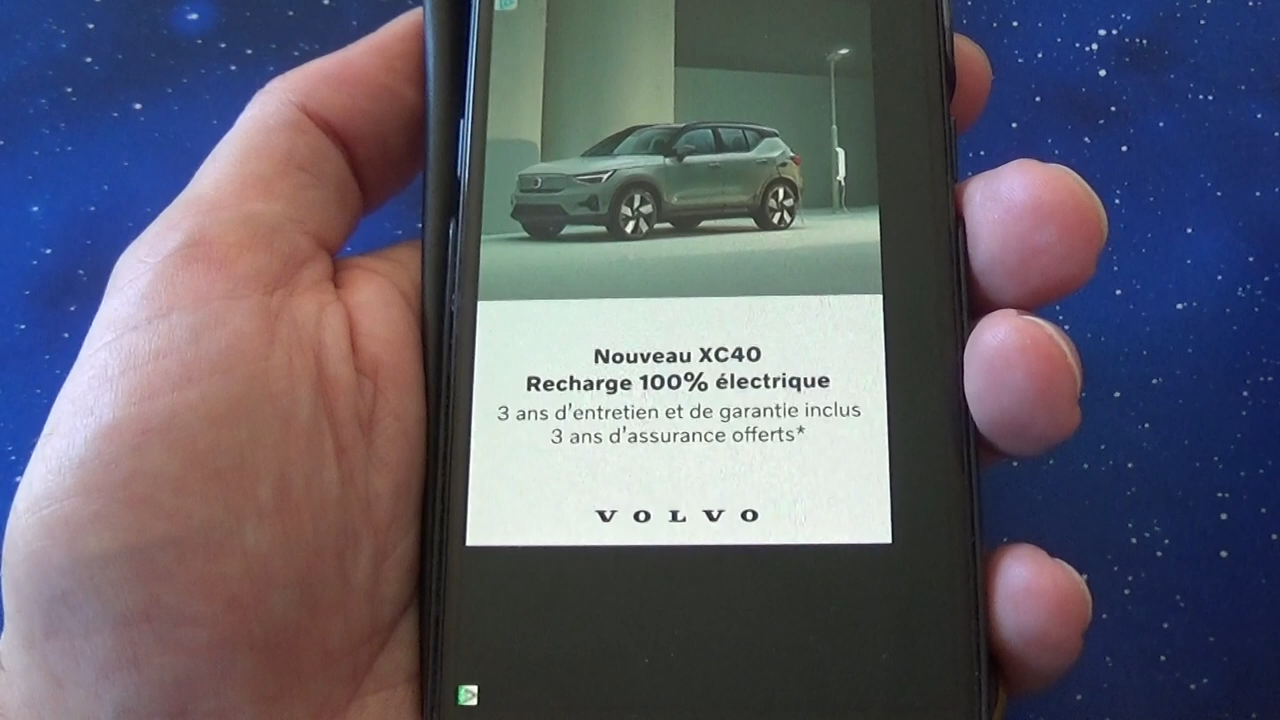 Nouveau XC40
Recharge 100% électrique
3 ans d'entretien et de garantie inclus
3 ans d'assurance offerts*
VOLVO